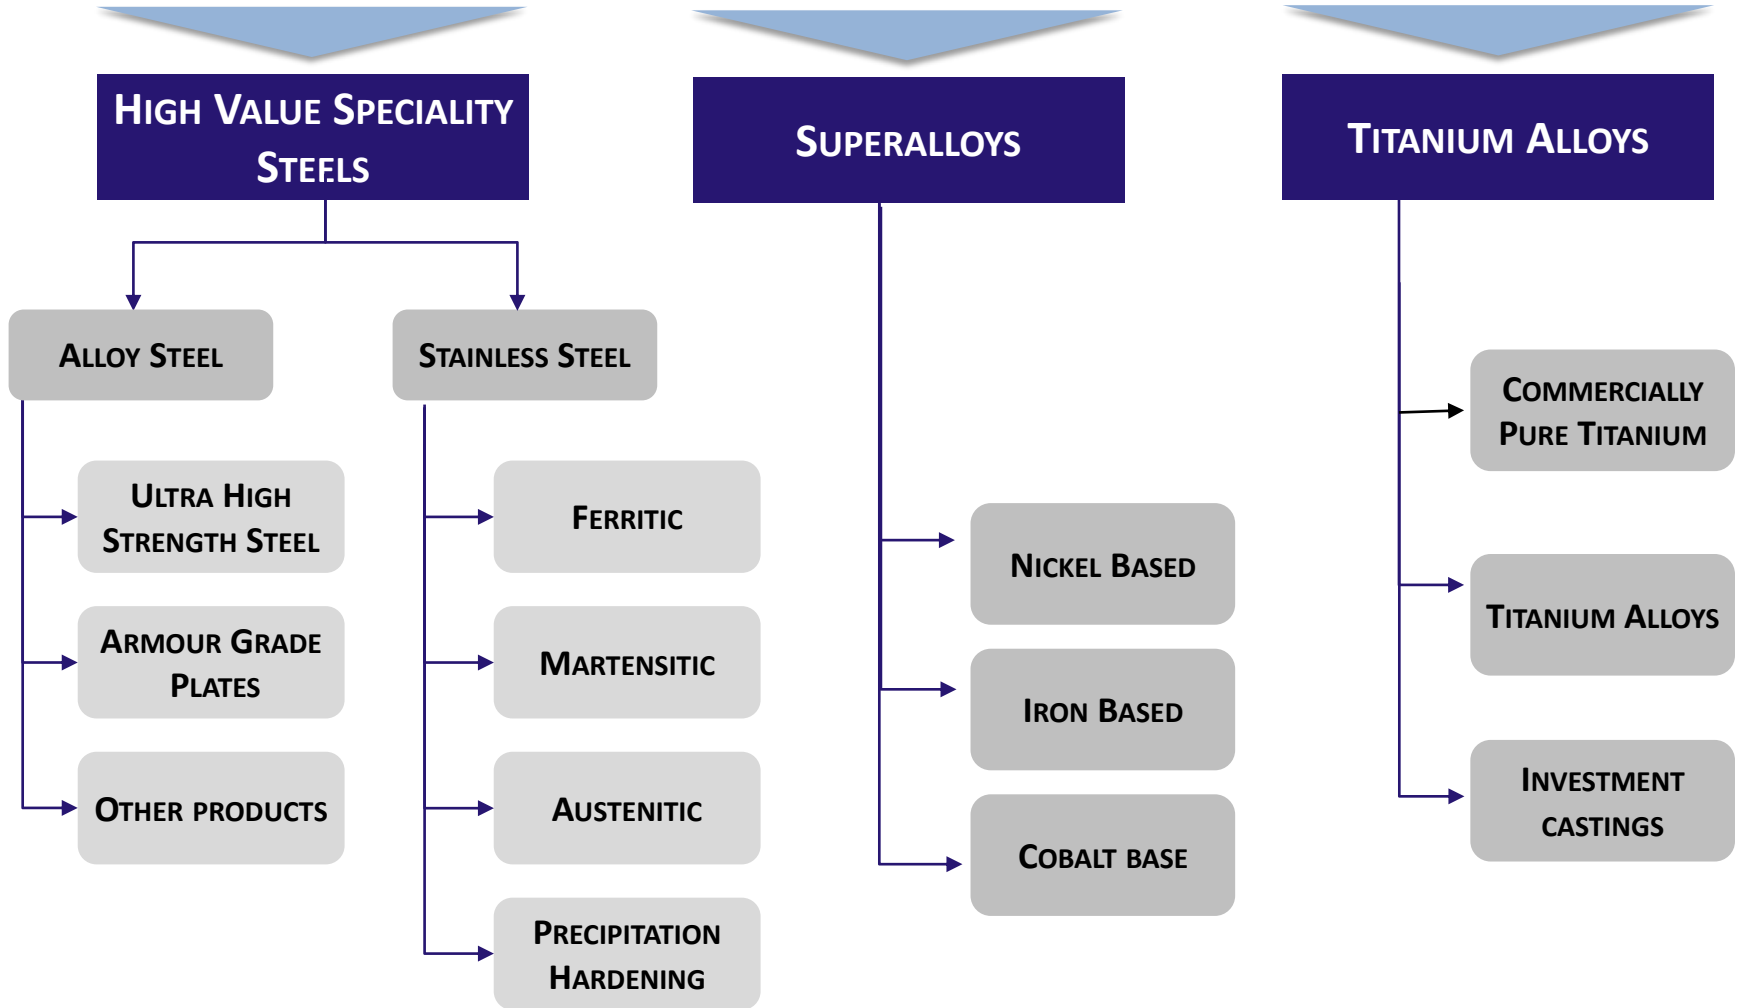 High Value Speciality
Steels
Superalloys
Titanium Alloys
Alloy Steel
Stainless Steel
Ultra High
Strength Steel
Armour Grade
Plates
Other products
Ferritic
Martensitic
Austenitic
Precipitation
Hardening
Nickel Based
Iron Based
Cobalt base
Commercially
Pure Titanium
Titanium Alloys
Investment
castings